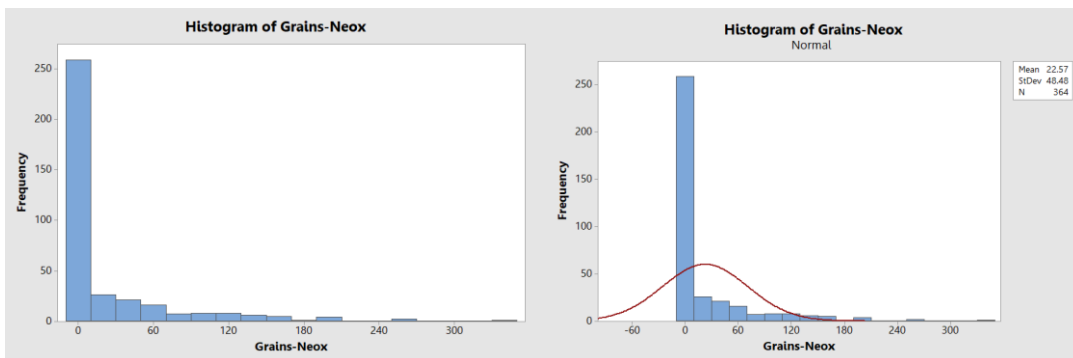 Histogram of Grains-Neox
Frequency
250
200
150
100
50
0
0 60 120 180 240 300
Grains-Neox
Histogram of Grains-Neox
Normal
Mean 22.57
StDev 48.48
N 364
Frequency
250
200
150
100
50
0
-60 0 60 120 180 240 300
Grains-Neox